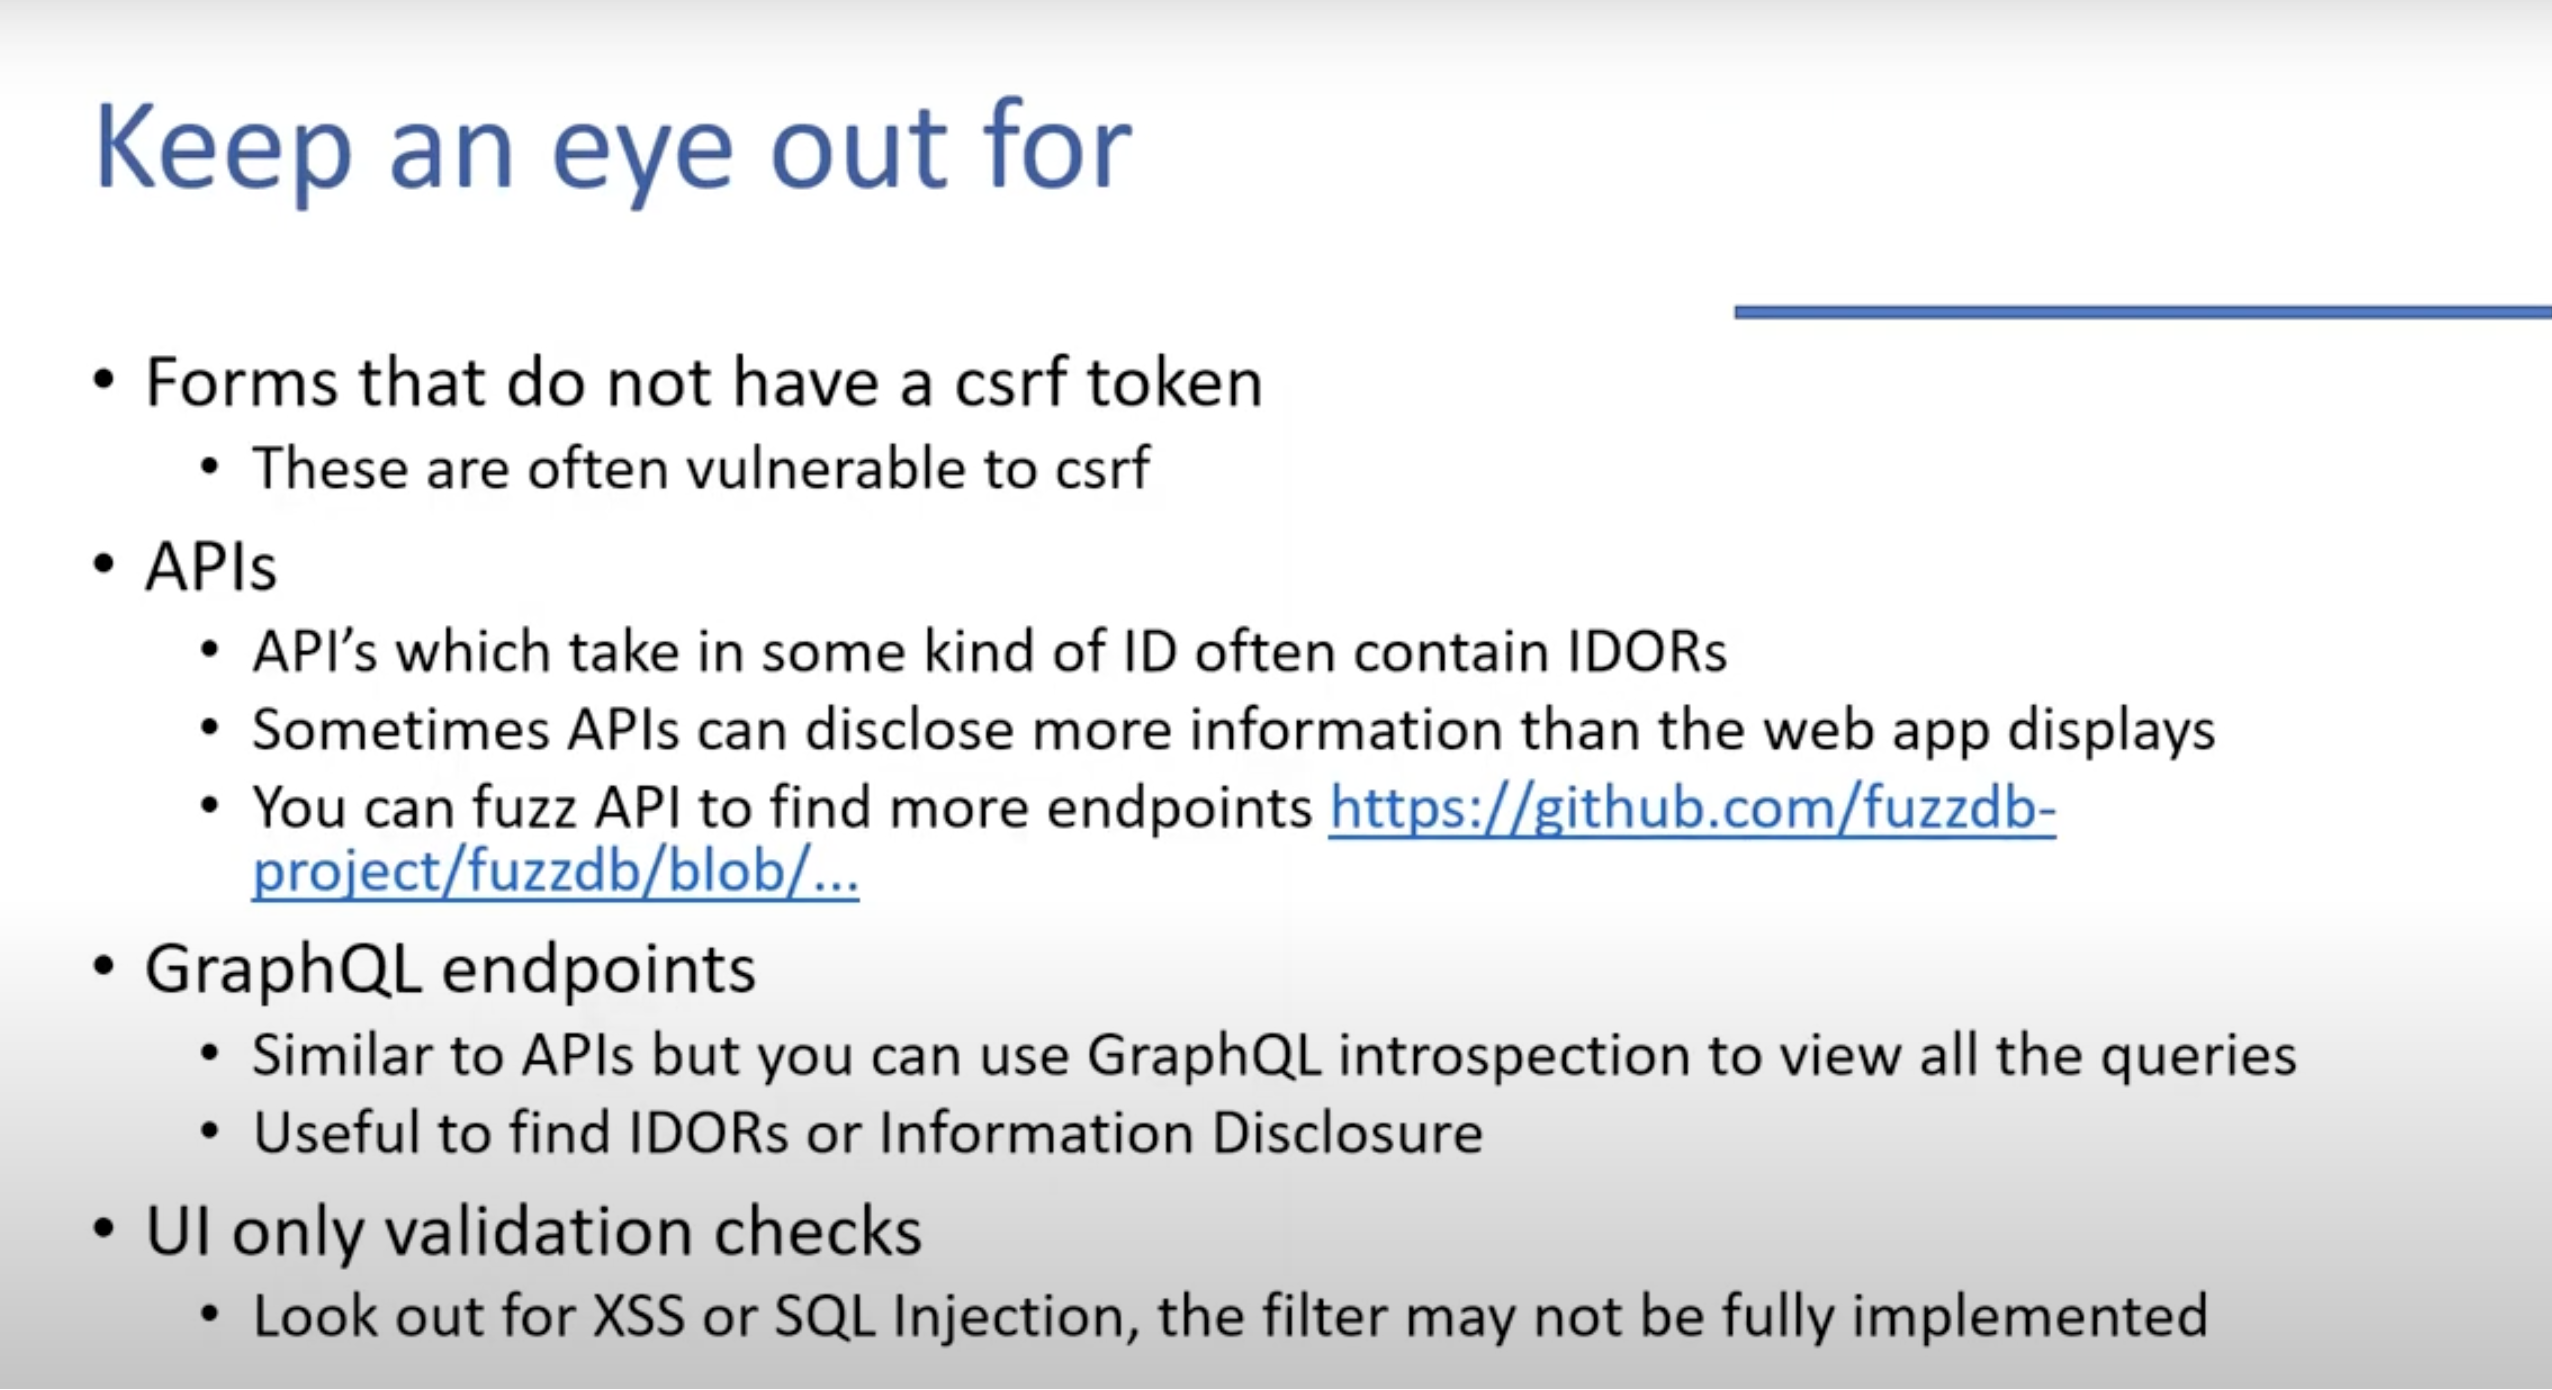 Keep an eye out for
• Forms that do not have a csrf token
• These are often vulnerable to csrf
• APIs
• API’s which take in some kind of ID often contain IDORs
• Sometimes APIs can disclose more information than the web app displays
• You can fuzz API to find more endpoints https://github.com/fuzzdb-
project/fuzzdb/blob/...
• GraphQL endpoints
• Similar to APIs but you can use GraphQL introspection to view all the queries
• Useful to find IDORs or Information Disclosure
• UI only validation checks
• Look out for XSS or SQL Injection, the filter may not be fully implemented